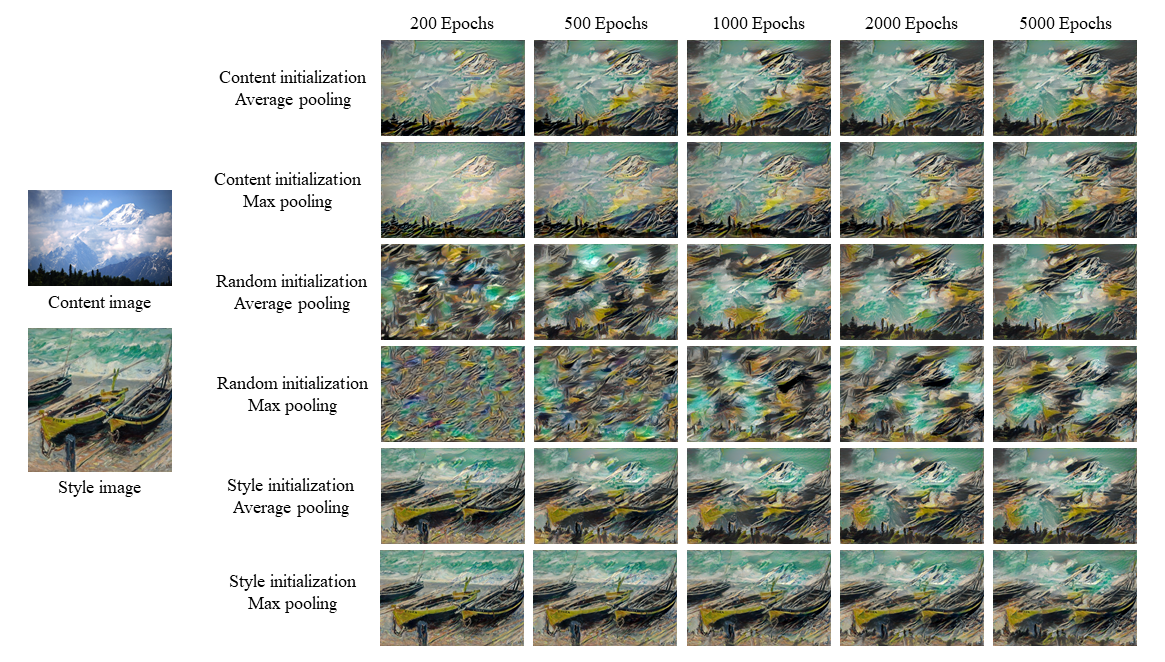 200 Epochs
500 Epochs
1000 Epochs
2000 Epochs
5000 Epochs
Content initialization
Average pooling
Content initialization
Max pooling
Content image
Random initialization
Average pooling
Random initialization
Max pooling
Style image
Style initialization
Average pooling
Style initialization
Max pooling